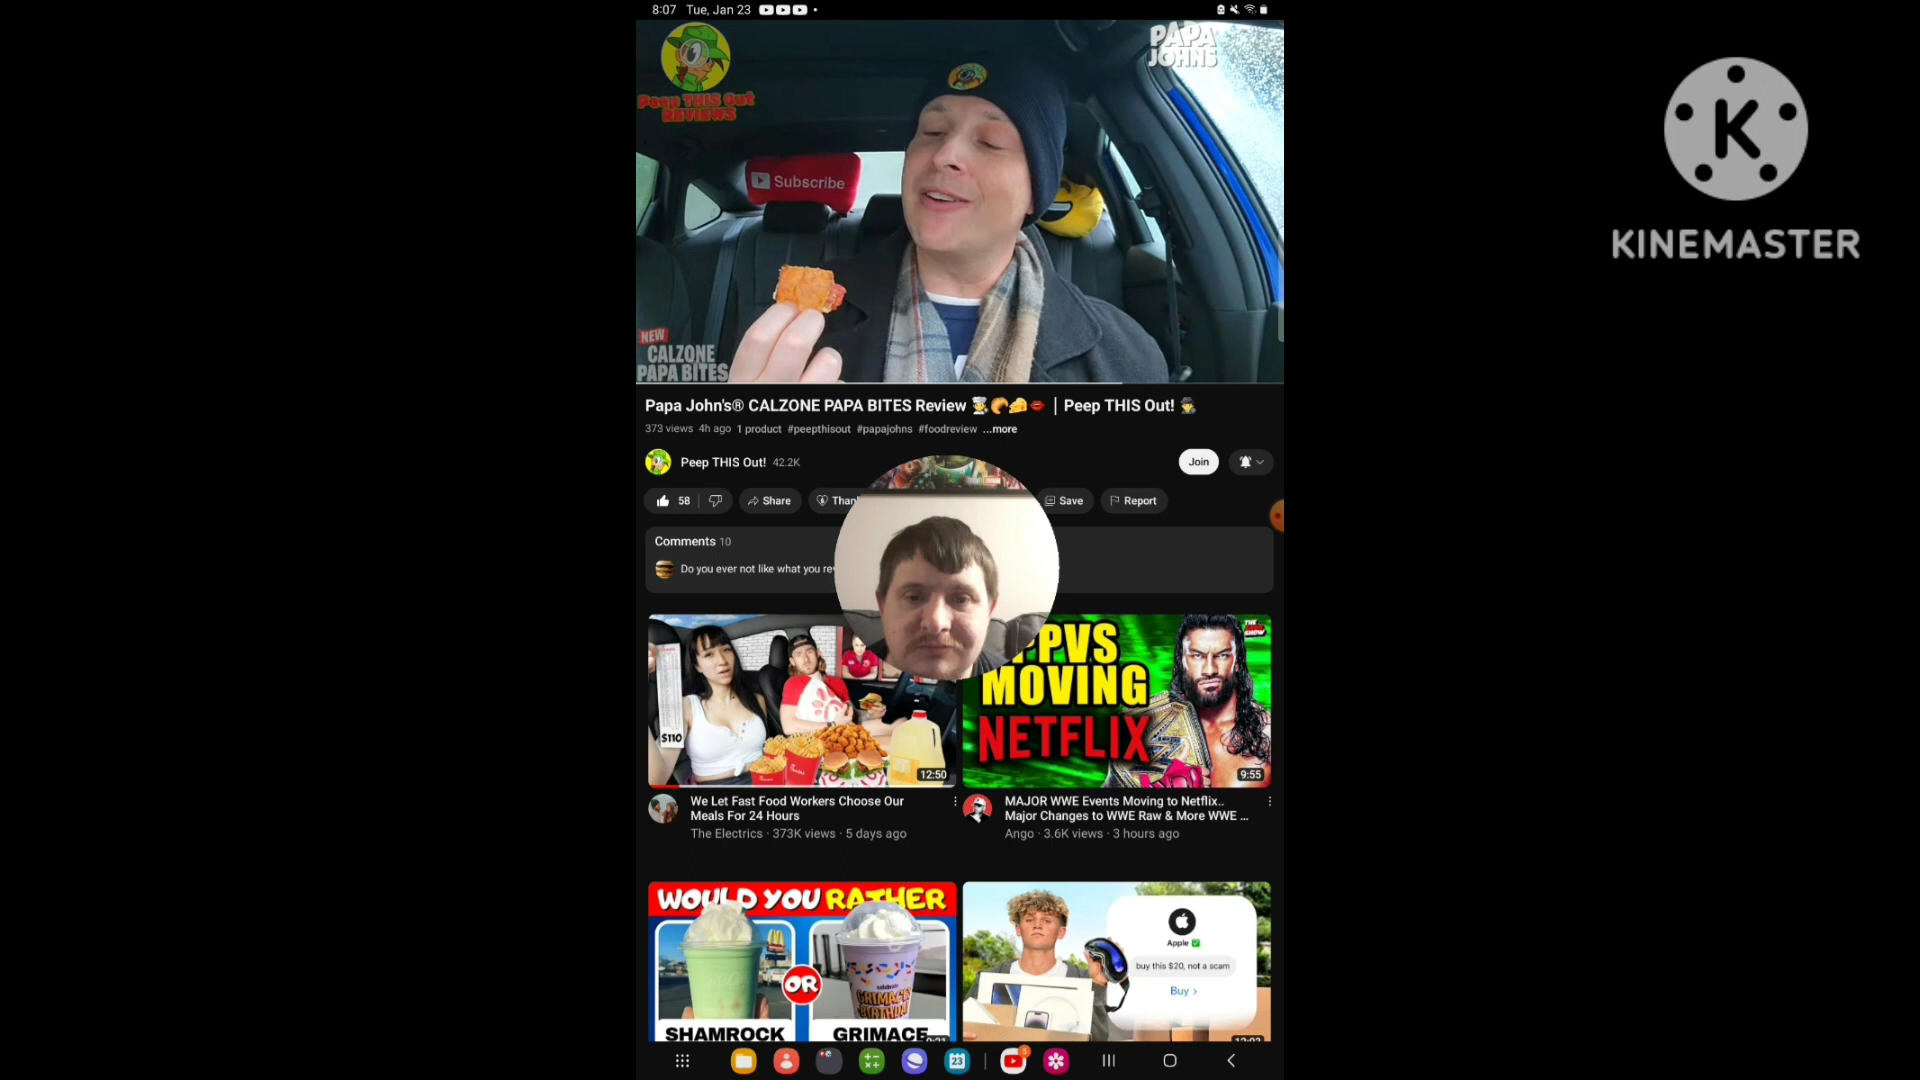 8:07 Tue, Jan 23
Peep THIS Out
REVIEWS
PAPA
JOHNS
Subscribe
NEW
CALZONE
PAPA BITES
KINEMASTER
Papa John's® CALZONE PAPA BITES Review 👨‍🍳🥐🧀👄 | Peep THIS Out! 🕵️
373 views 4h ago 1 product #peepthisout #papajohns #foodreview ...more
Peep THIS Out! 42.2K
Join
58
Share
Than
Save
Report
Comments 10
Do you ever not like what you re
$110
12:50
PPVS
MOVING
NETFLIX
THE
SHOW
9:55
We Let Fast Food Workers Choose Our
Meals For 24 Hours
The Electrics · 373K views · 5 days ago
MAJOR WWE Events Moving to Netflix..
Major Changes to WWE Raw & More WWE ...
Ango · 3.6K views · 3 hours ago
WOULD YOU RATHER
OR
GRIMACE
BIRTHDAY
SHAMROCK
GRIMACE
Apple ✅
buy this $20, not a scam
Buy >
23